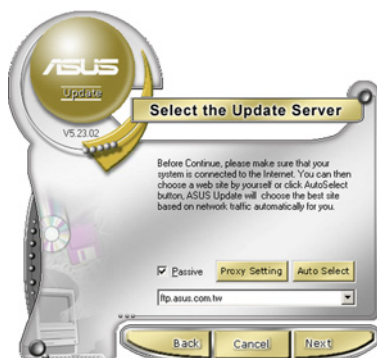 ASUS
Update
V5.23.02
Select the Update Server
Before Continue, please make sure that your
system is connected to the Internet. You can then
choose a web site by yourself or click AutoSelect
button, ASUS Update will choose the best site
based on network traffic automatically for you.
Passive
Proxy Setting
Auto Select
ftp.asus.com.tw
Back
Cancel
Next